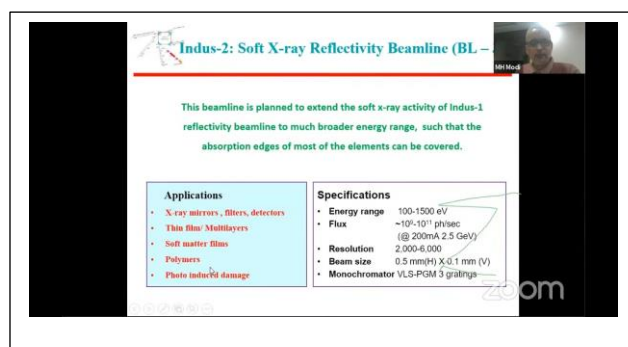 Indus-2: Soft X-ray Reflectivity Beamline (BL –
MH Modi
This beamline is planned to extend the soft x-ray activity of Indus-1
reflectivity beamline to much broader energy range, such that the
absorption edges of most of the elements can be covered.
Applications
• X-ray mirrors , filters, detectors
• Thin film/ Multilayers
• Soft matter films
• Polymers
• Photo induced damage
Specifications
• Energy range 100-1500 eV
• Flux ~10⁹-10¹¹ ph/sec
(@ 200mA 2.5 GeV)
• Resolution 2,000-6,000
• Beam size 0.5 mm(H) X 0.1 mm (V)
• Monochromator VLS-PGM 3 gratings
zoom